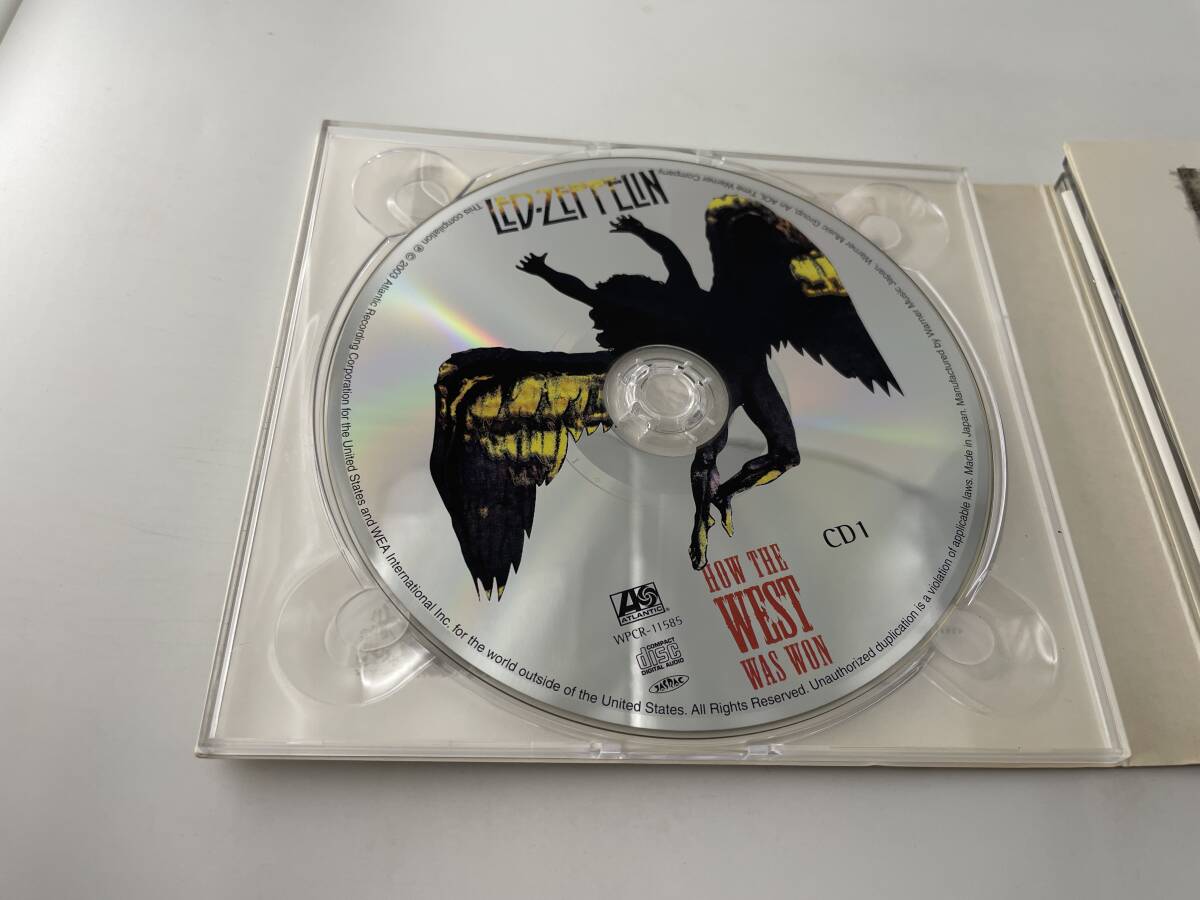 LED-ZEPPELIN
CD 1
HOW THE
WEST
WAS WON
ATLANTIC®
WPCR-11585
COMPACT
disc
DIGITAL AUDIO
JASRAC
This compilation ℗ © 2003 Atlantic Recording Corporation for the United States and WEA International Inc. for the world outside of the United States. All Rights Reserved. Unauthorized duplication is a violation of applicable laws. Made in Japan. Manufactured by Warner Music Japan. Warner Music Group, An AOL Time Warner Company